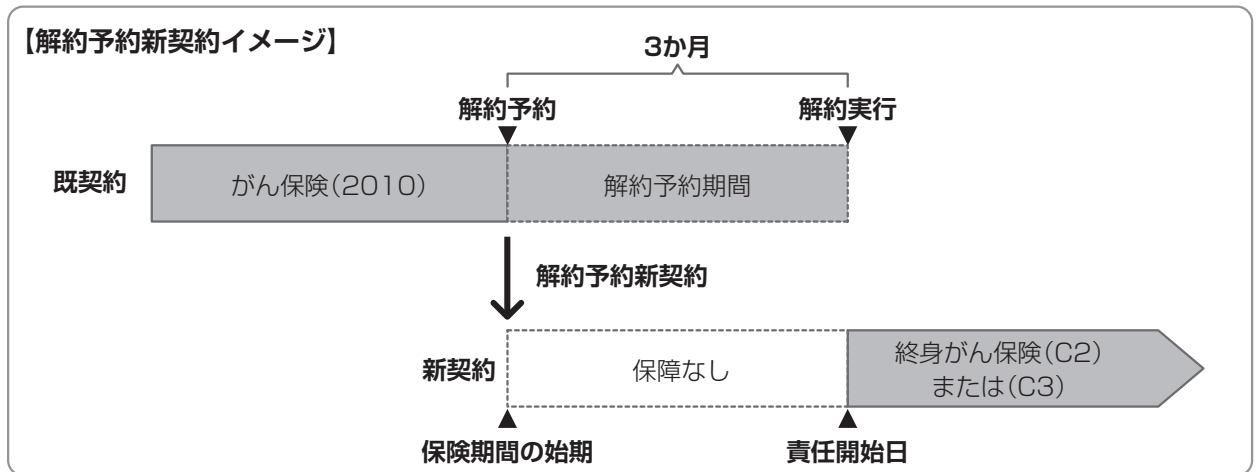 【解約予約新契約イメージ】
3か月
解約予約
解約実行
既契約
がん保険(2010)
解約予約期間
解約予約新契約
新契約
保障なし
終身がん保険(C2)
または(C3)
保険期間の始期
責任開始日